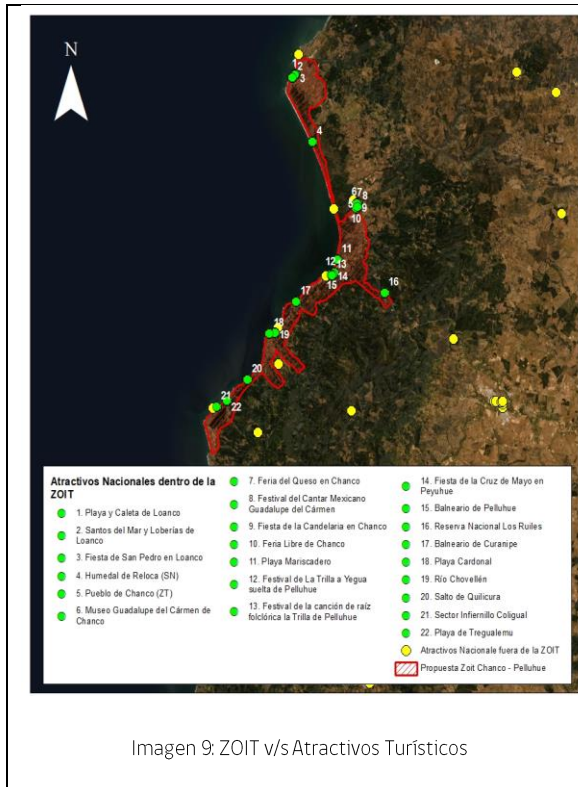 N
1
2
3
4
67
8
5
9
10
11
12
13
14
15
16
17
18
19
20
21
22
Atractivos Nacionales dentro de la
ZOIT
1. Playa y Caleta de Loanco
2. Santos del Mar y Loberías de
Loanco
3. Fiesta de San Pedro en Loanco
4. Humedal de Reloca (SN)
5. Pueblo de Chanco (ZT)
6. Museo Guadalupe del Cármen de
Chanco
7. Feria del Queso en Chanco
8. Festival del Cantar Mexicano
Guadalupe del Cármen
9. Fiesta de la Candelaria en Chanco
10. Feria Libre de Chanco
11. Playa Mariscadero
12. Festival de La Trilla a Yegua
suelta de Pelluhue
13. Festival de la canción de raíz
folclórica la Trilla de Pelluhue
14. Fiesta de la Cruz de Mayo en
Peyuhue
15. Balneario de Pelluhue
16. Reserva Nacional Los Ruiles
17. Balneario de Curanipe
18. Playa Cardonal
19. Río Chovellén
20. Salto de Quilicura
21. Sector Infiernillo Coligual
22. Playa de Tregualemu
Atractivos Nacionale fuera de la ZOIT
Propuesta Zoit Chanco - Pelluhue
Imagen 9: ZOIT v/s Atractivos Turísticos